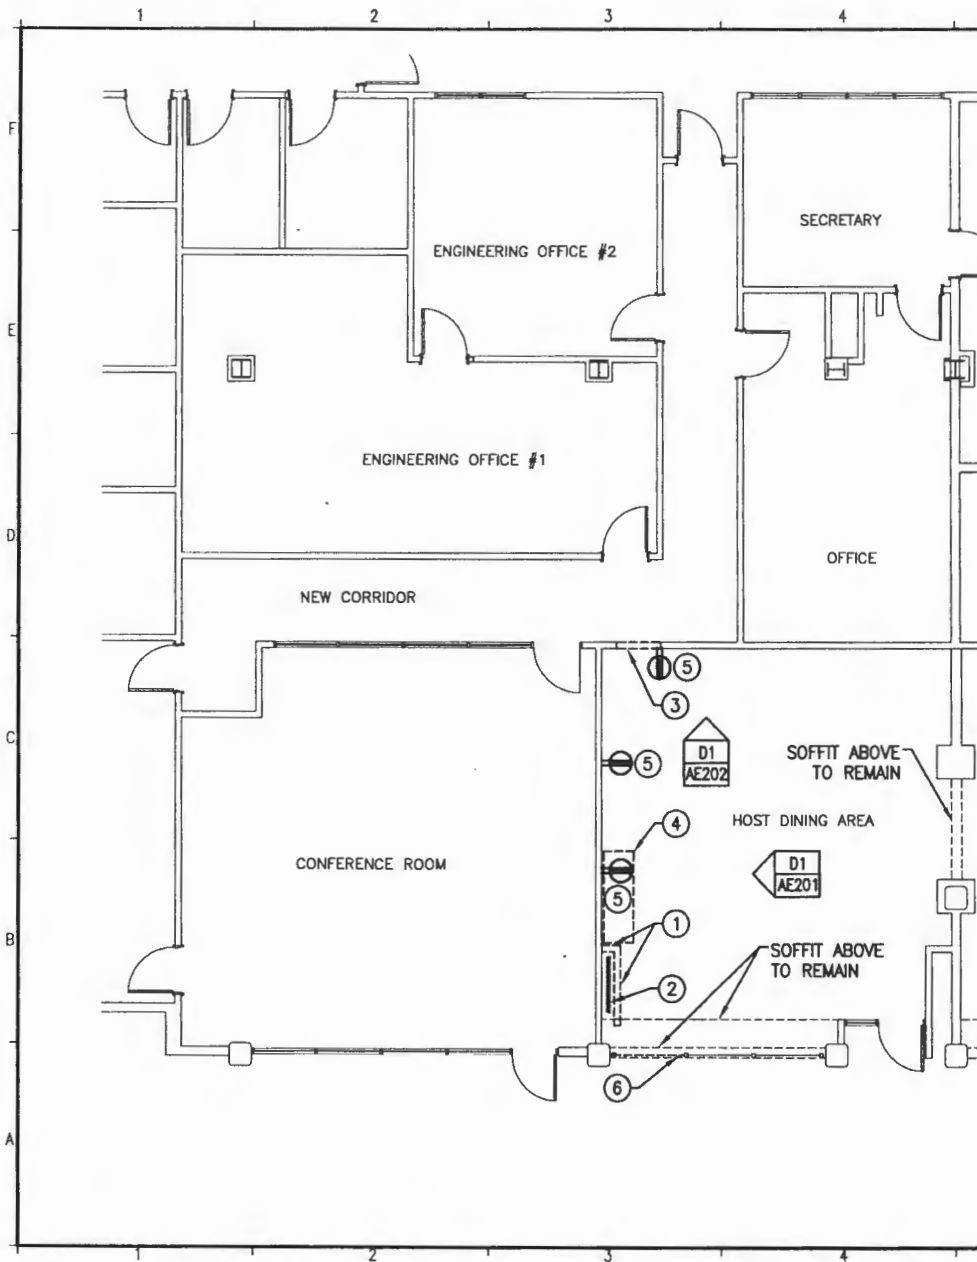 1 2 3 4
F
SECRETARY
ENGINEERING OFFICE #2
E
ENGINEERING OFFICE #1
D
OFFICE
NEW CORRIDOR
5
3
C
D1
AE202
SOFFIT ABOVE
TO REMAIN
5
4
HOST DINING AREA
CONFERENCE ROOM
D1
AE201
5
1
B
SOFFIT ABOVE
TO REMAIN
2
6
A
1 2 3 4